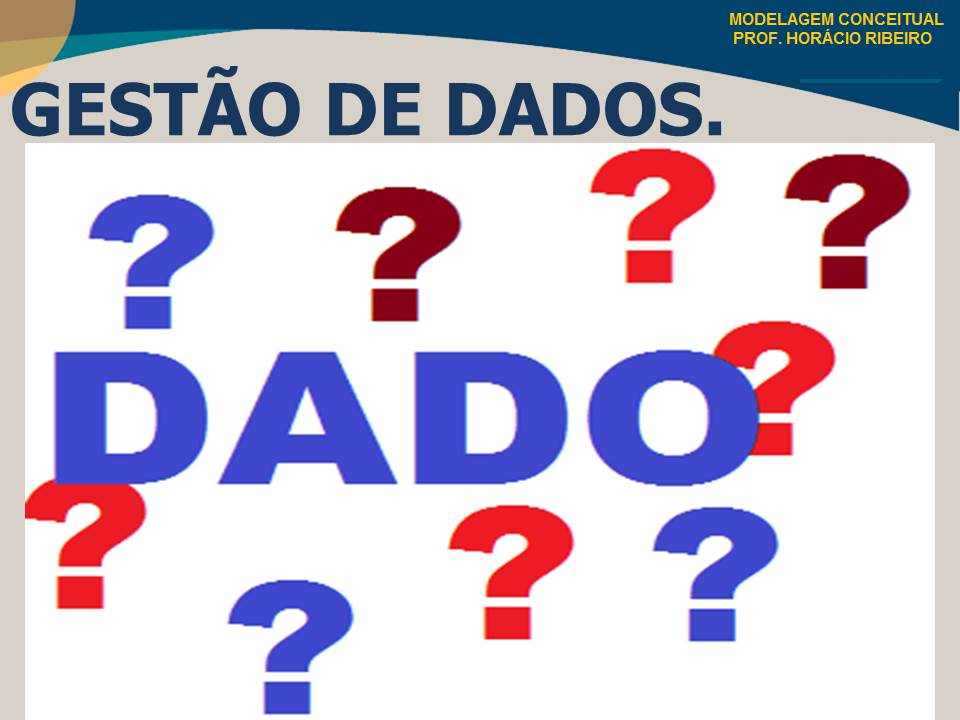 MODELAGEM CONCEITUAL
PROF. HORÁCIO RIBEIRO
GESTÃO DE DADOS.
? ? ? ?
DADO ?
? ? ?
?